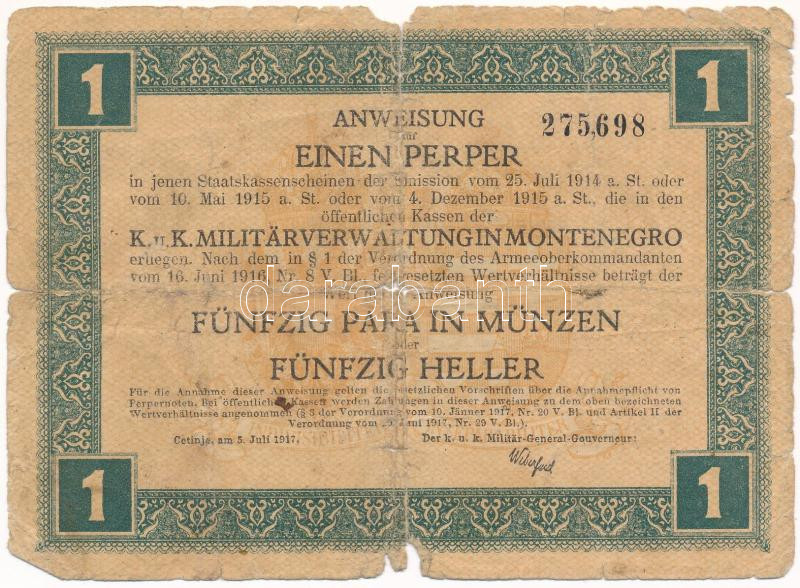 1 1
ANWEISUNG 275,698
EINEN PERPER
in jenen Staatskassenscheinen der Emission vom 25. Juli 1914 a. St. oder
vom 10. Mai 1915 a. St. oder vom 4. Dezember 1915 a. St., die in den
öffentlichen Kassen der
K. u. K. MILITÄRVERWALTUNG IN MONTENEGRO
erliegen. Nach dem in § 1 der Verordnung des Armeeoberkommandanten
vom 16. Juni 1916, Nr. 8 V. Bl. festgesetzten Wertverhältnisse beträgt der
Anweisung
darabanth
FÜNFZIG PARA IN MÜNZEN
oder
FÜNFZIG HELLER
Für die Annahme dieser Anweisung gelten die gesetzlichen Vorschriften über die Annahmepflicht von
Perpernoten. Bei öffentlichen Kassen werden Zahlungen in dieser Anweisung zu dem oben bezeichneten
Wertverhältnisse angenommen (§ 3 der Verordnung vom 10. Jänner 1917, Nr. 20 V. Bl. und Artikel II der
Verordnung vom Juni 1917, Nr. 29 V. Bl.).
Cetinje, am 5. Juli 1917. Der k. u. k. Militär-General-Gouverneur:
1 1